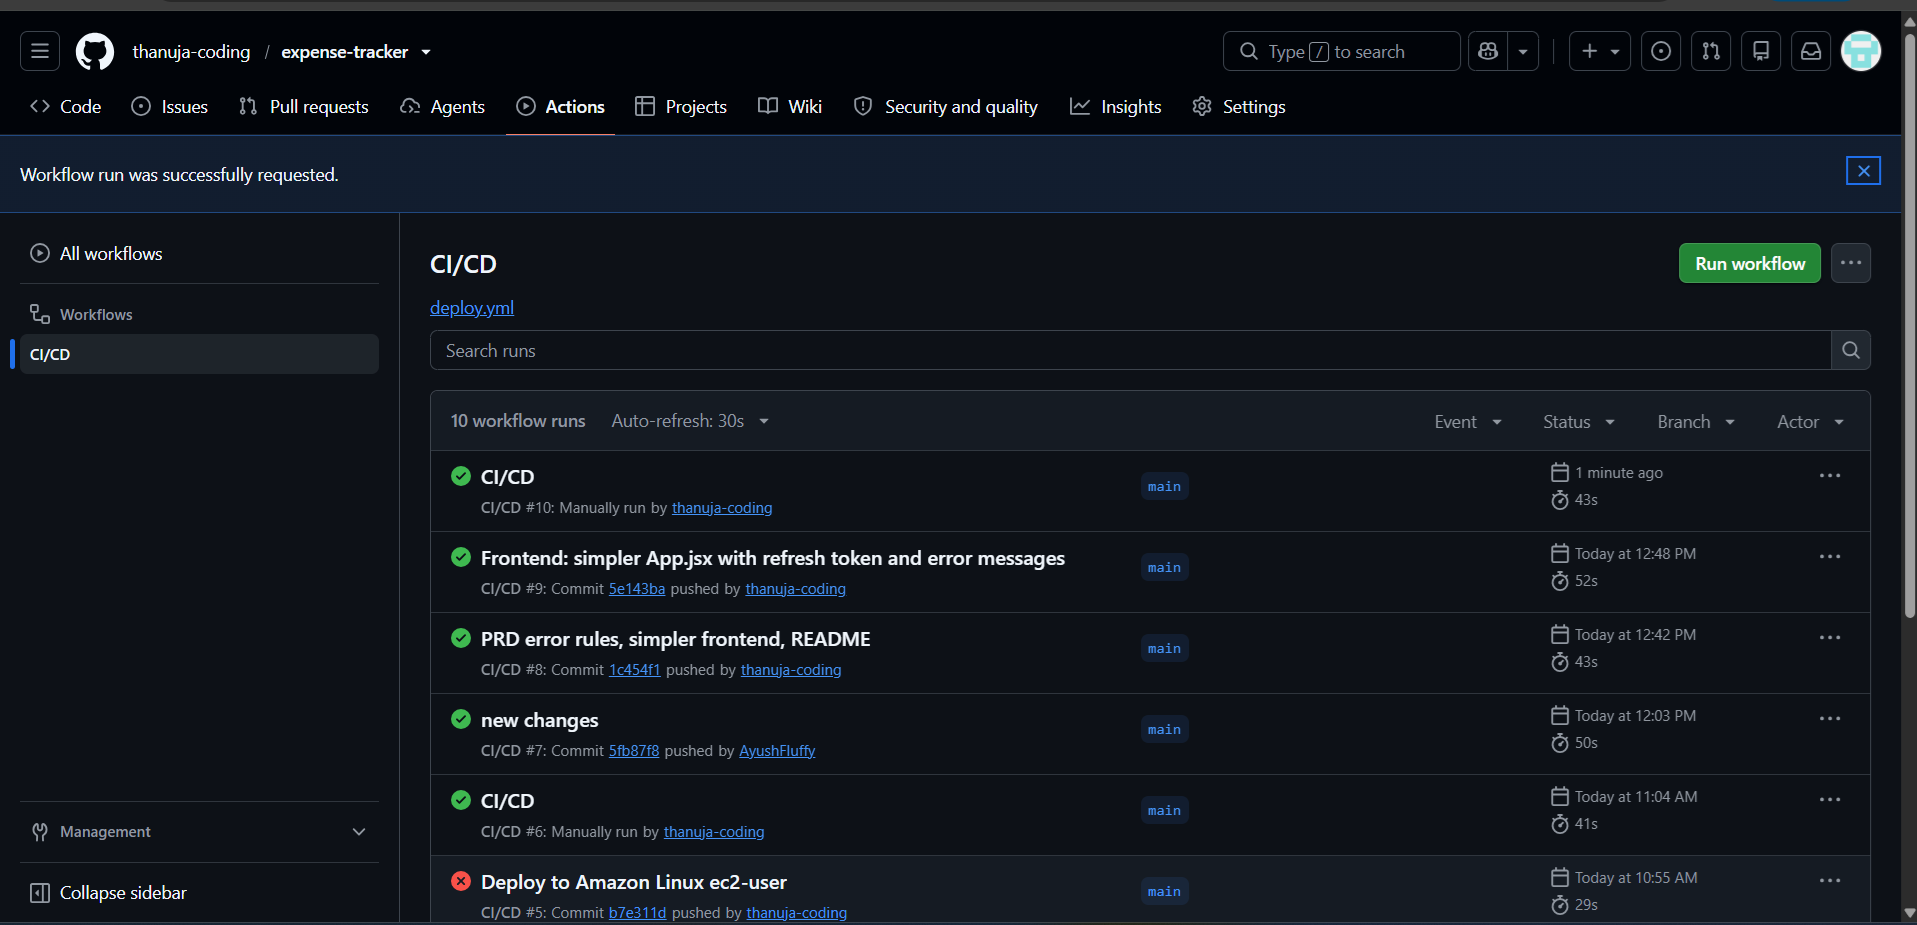 thanuja-coding / expense-tracker
Type / to search
Code
Issues
Pull requests
Agents
Actions
Projects
Wiki
Security and quality
Insights
Settings
Workflow run was successfully requested.
All workflows
Workflows
CI/CD
Management
Collapse sidebar
CI/CD
Run workflow
deploy.yml
Search runs
10 workflow runs
Auto-refresh: 30s
Event
Status
Branch
Actor
CI/CD
main
1 minute ago
CI/CD #10: Manually run by thanuja-coding
43s
Frontend: simpler App.jsx with refresh token and error messages
main
Today at 12:48 PM
CI/CD #9: Commit 5e143ba pushed by thanuja-coding
52s
PRD error rules, simpler frontend, README
main
Today at 12:42 PM
CI/CD #8: Commit 1c454f1 pushed by thanuja-coding
43s
new changes
main
Today at 12:03 PM
CI/CD #7: Commit 5fb87f8 pushed by AyushFluffy
50s
CI/CD
main
Today at 11:04 AM
CI/CD #6: Manually run by thanuja-coding
41s
Deploy to Amazon Linux ec2-user
main
Today at 10:55 AM
CI/CD #5: Commit b7e311d pushed by thanuja-coding
29s